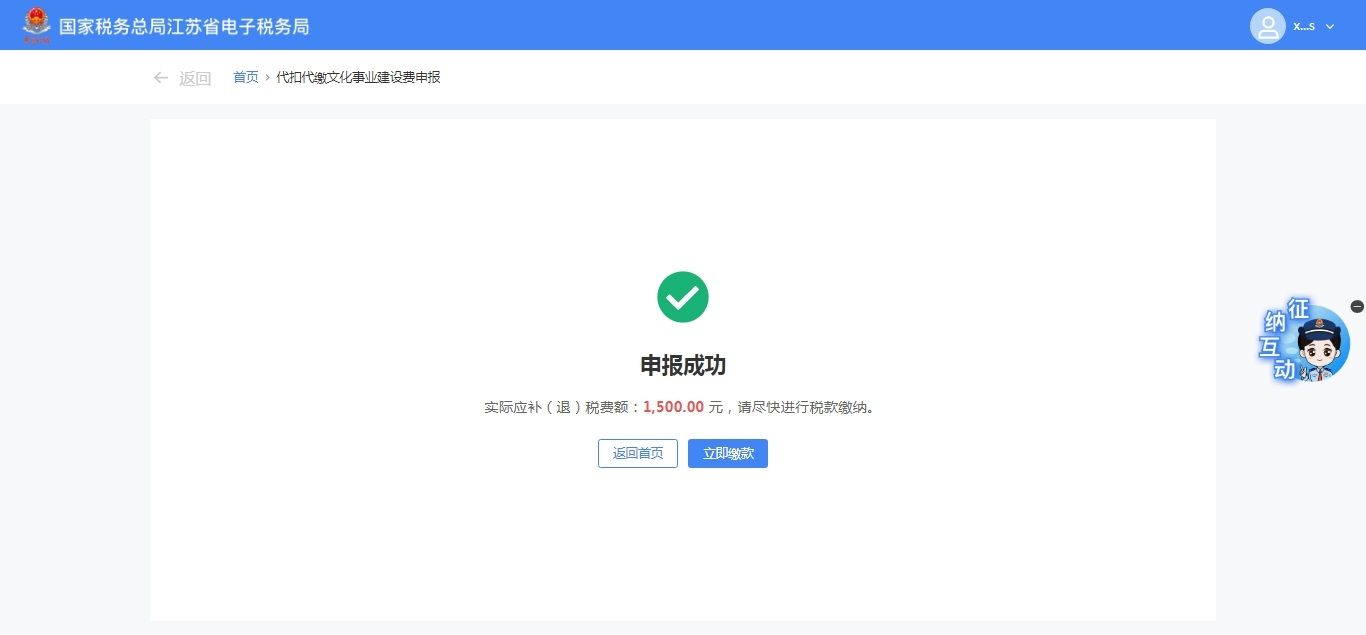 国家税务总局江苏省电子税务局
x...s
返回 首页 › 代扣代缴文化事业建设费申报
征纳互动
申报成功
实际应补（退）税费额：1,500.00 元，请尽快进行税款缴纳。
返回首页 立即缴款